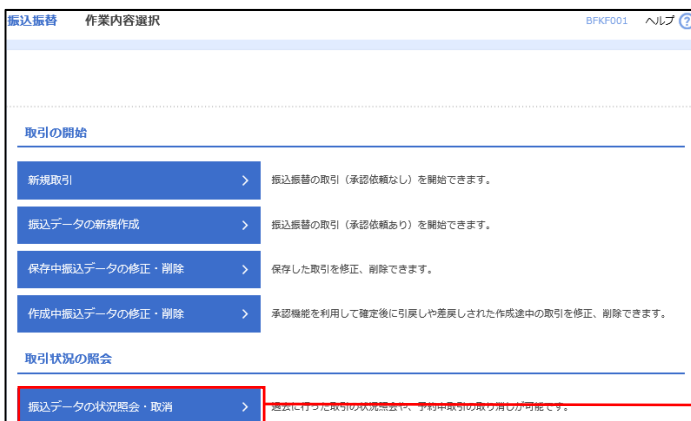 振込振替 作業内容選択 BFKF001 ヘルプ ?
取引の開始
新規取引 振込振替の取引（承認依頼なし）を開始できます。
振込データの新規作成 振込振替の取引（承認依頼あり）を開始できます。
保存中振込データの修正・削除 保存した取引を修正、削除できます。
作成中振込データの修正・削除 承認機能を利用して確定後に引戻しや差戻しされた作成途中の取引を修正、削除できます。
取引状況の照会
振込データの状況照会・取消 過去に行った取引の状況照会や、予約中取引の取り消しが可能です。